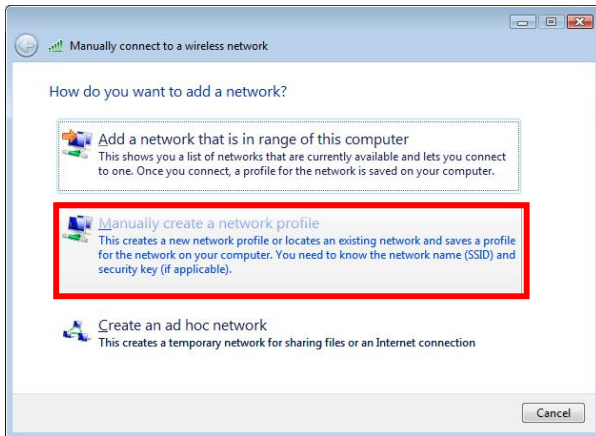 Manually connect to a wireless network
How do you want to add a network?
Add a network that is in range of this computer
This shows you a list of networks that are currently available and lets you connect
to one. Once you connect, a profile for the network is saved on your computer.
Manually create a network profile
This creates a new network profile or locates an existing network and saves a profile
for the network on your computer. You need to know the network name (SSID) and
security key (if applicable).
Create an ad hoc network
This creates a temporary network for sharing files or an Internet connection
Cancel